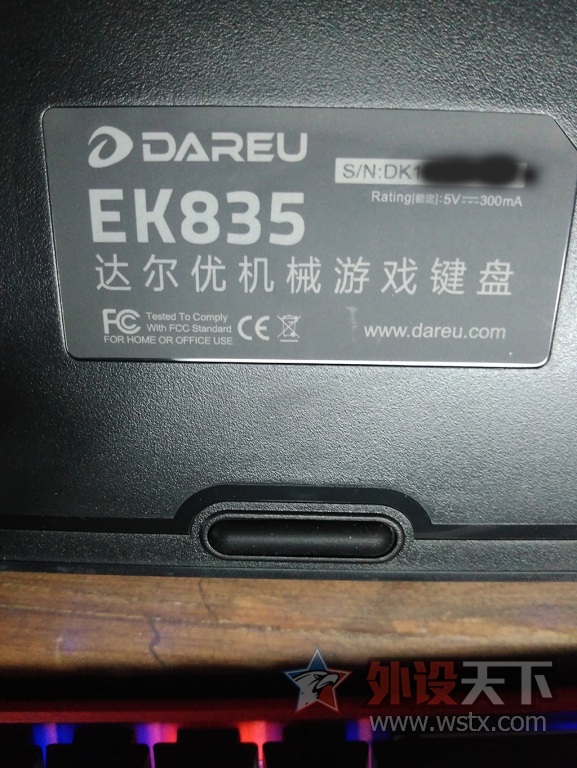 DAREU
S/N:DK1
Rating[额定]:5V⎓300mA
EK835
达尔优机械游戏键盘
FC Tested To Comply
With FCC Standard
FOR HOME OR OFFICE USE
CE
www.dareu.com
外设天下
www.wstx.com